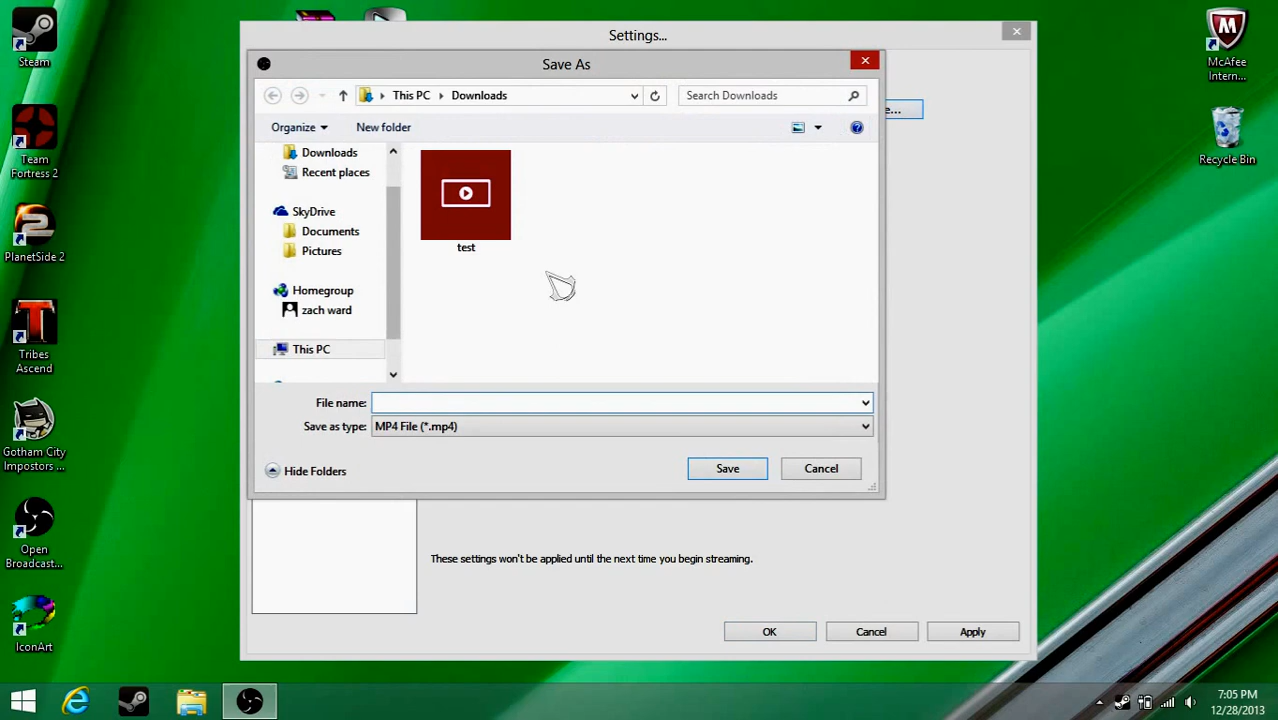 Steam
Team
Fortress 2
PlanetSide 2
Tribes
Ascend
Gotham City
Impostors ...
Open
Broadcast...
IconArt
Settings...
Save As
This PC
Downloads
Search Downloads
e...
Organize
New folder
Downloads
Recent places
SkyDrive
Documents
Pictures
Homegroup
zach ward
This PC
test
File name:
Save as type:
MP4 File (*.mp4)
Hide Folders
Save
Cancel
These settings won't be applied until the next time you begin streaming.
OK
Cancel
Apply
McAfee
Intern...
Recycle Bin
7:05 PM
12/28/2013